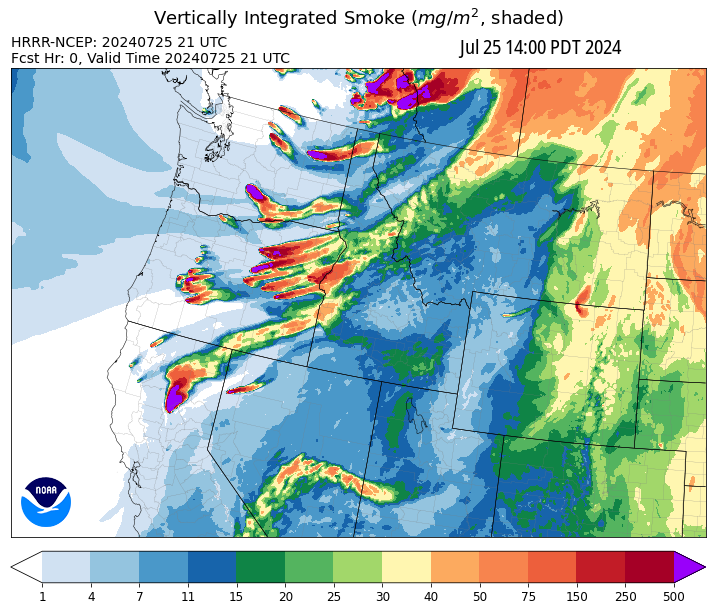 Vertically Integrated Smoke (mg/m², shaded)
HRRR-NCEP: 20240725 21 UTC
Fcst Hr: 0, Valid Time 20240725 21 UTC
Jul 25 14:00 PDT 2024
NOAA
1 4 7 11 15 20 25 30 40 50 75 150 250 500